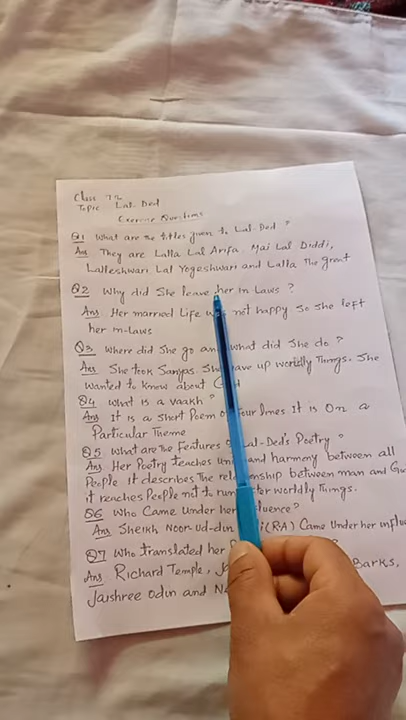 Class 7th
Topic Lal-Ded
Exercise Questions
Q1 What are the titles given to Lal-Ded ?
Ans They are Lalla Lal Arifa, Mai Lal Diddi,
Lalleshwari Lal Yogeshwari and Lalla The great
Q2 Why did She leave her in Laws ?
Ans Her married Life not happy So She left
her in-laws
Q3 Where did She go and what did She do ?
Ans She took Sanyas. She gave up worldly Things. She
wanted to know about God
Q4 What is a vaakh ?
Ans It is a Short Poem of Four lines It is On a
Particular Theme
Q5 What are the Features Lal-Ded's Poetry ?
Ans Her Poetry teaches and harmony between all
People It describes the relationship between man and
it teaches People not to run worldly Things.
Q6 Who Came Under her influence ?
Ans Sheikh Noor-ud-din (RA) Came Under her
Q7 Who translated her ?
Ans Richard Temple, Barks,
Jaishree Odin and